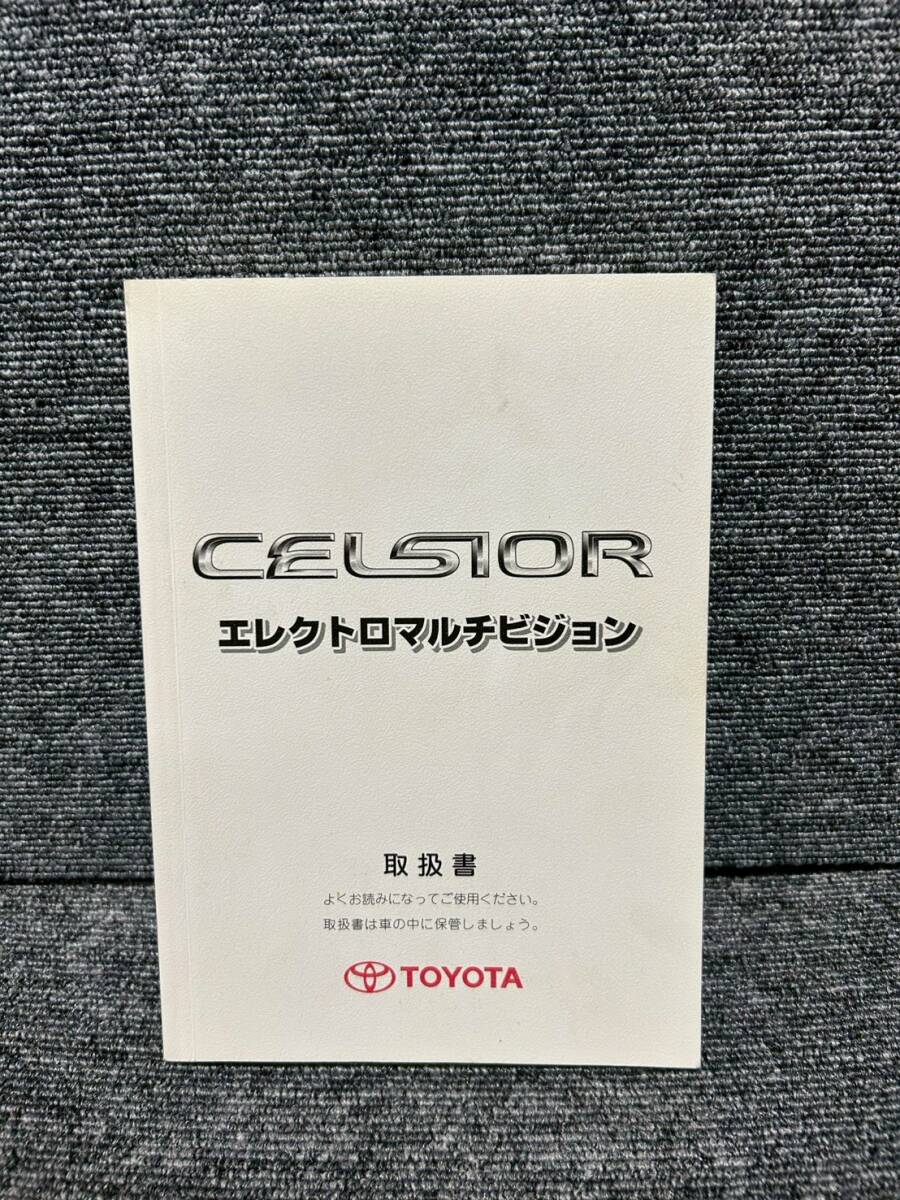 CELSIOR
エレクトロマルチビジョン
取扱書
よくお読みになってご使用ください。
取扱書は車の中に保管しましょう。
TOYOTA